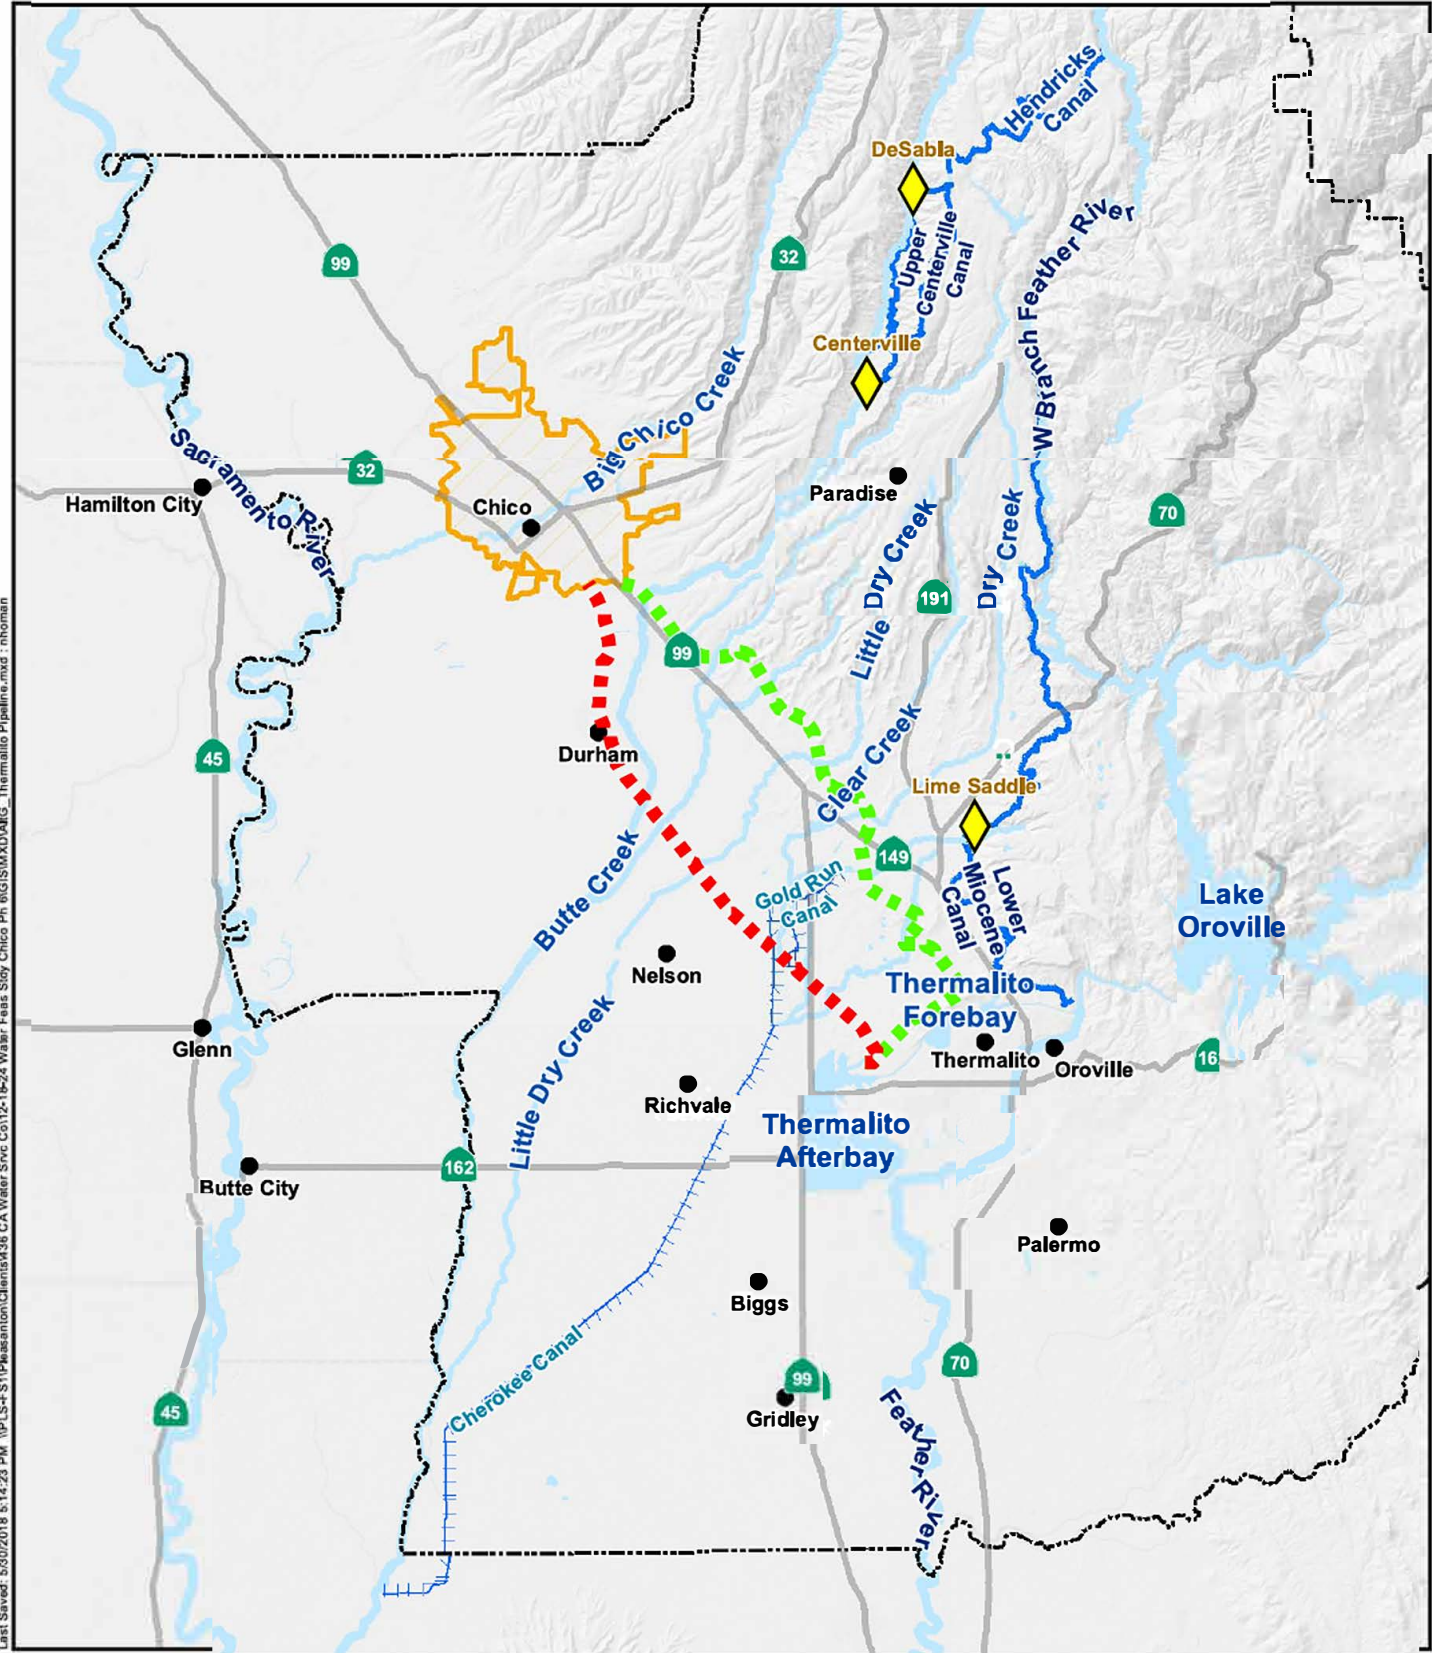 Hendricks
Canal
DeSabla
99
32
Upper
Centerville
Canal
W Branch Feather River
Centerville
Big Chico Creek
Sacramento River
32
Hamilton City
Chico
Paradise
70
Little Dry Creek
Dry Creek
191
99
45
Durham
Clear Creek
Lime Saddle
149
Gold Run
Canal
Lower
Miocene
Canal
Lake
Oroville
Butte Creek
Nelson
Thermalito
Forebay
Glenn
Thermalito
Oroville
16
Little Dry Creek
Richvale
Thermalito
Afterbay
162
Butte City
Palermo
Biggs
Cherokee Canal
99
70
45
Gridley
Feather River